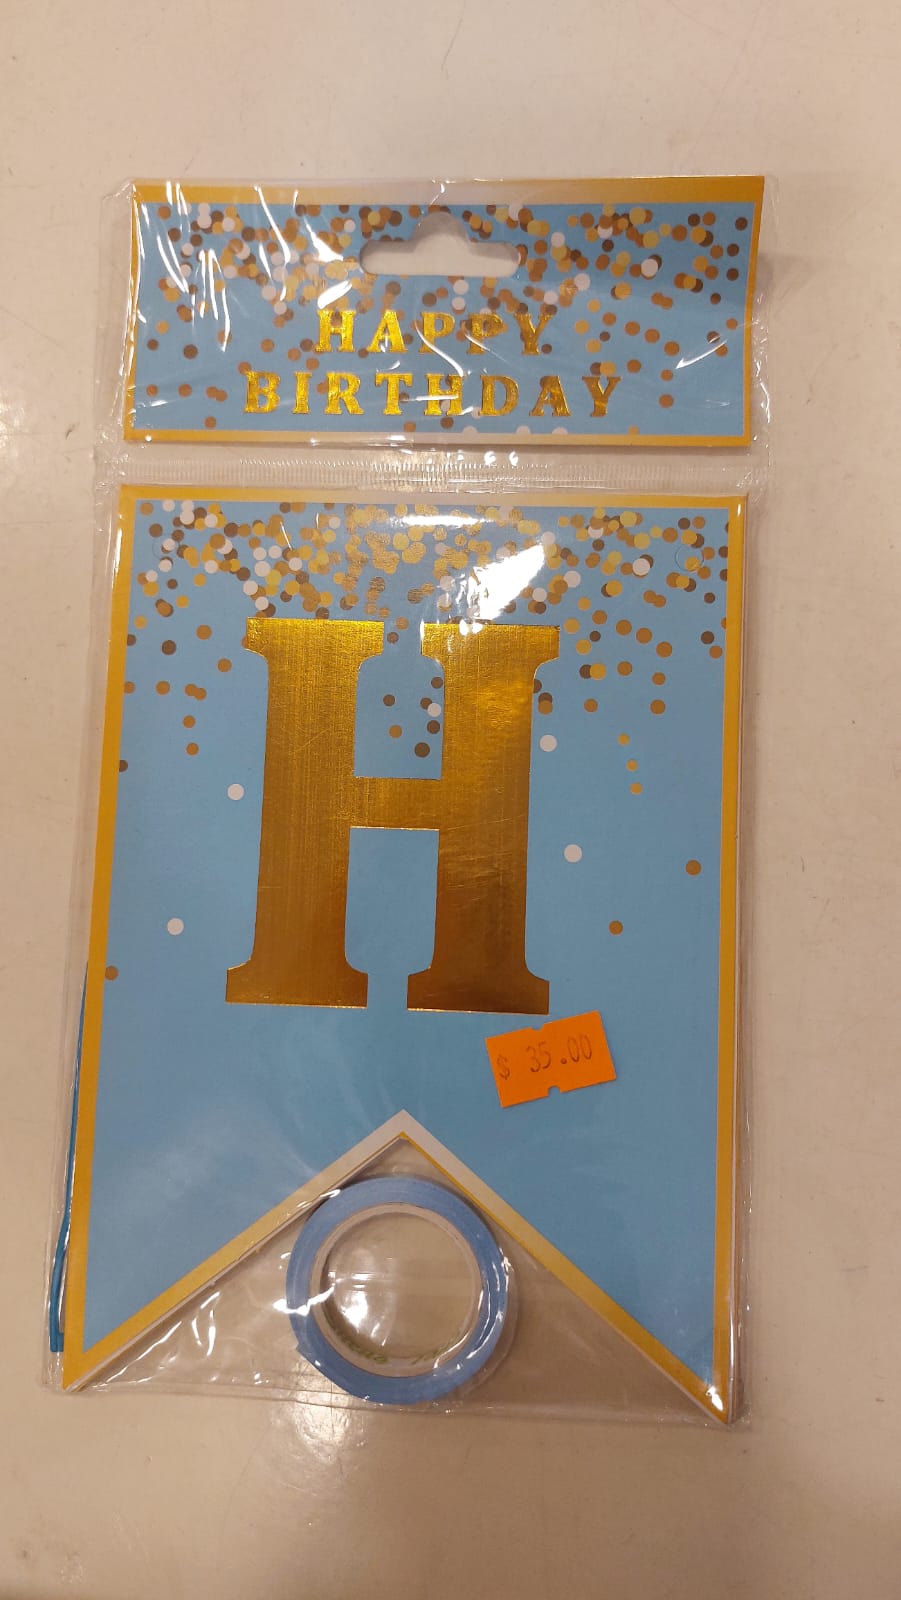 HAPPY
BIRTHDAY
H
$ 35.00